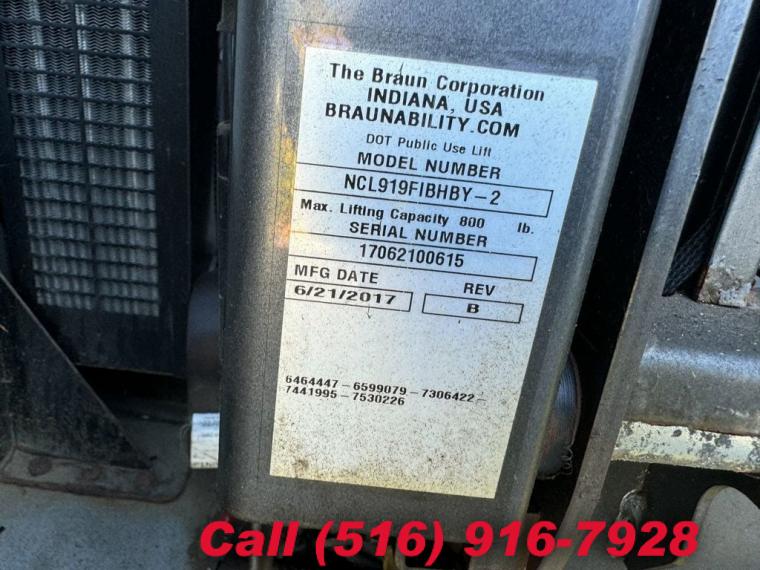 The Braun Corporation
INDIANA, USA
BRAUNABILITY.COM
DOT Public Use Lift
MODEL NUMBER
NCL919FIBHBY-2
Max. Lifting Capacity 800 lb.
SERIAL NUMBER
17062100615
MFG DATE REV
6/21/2017 B
6464447-6599079-7306422-
7441995-7530226
Call (516) 916-7928